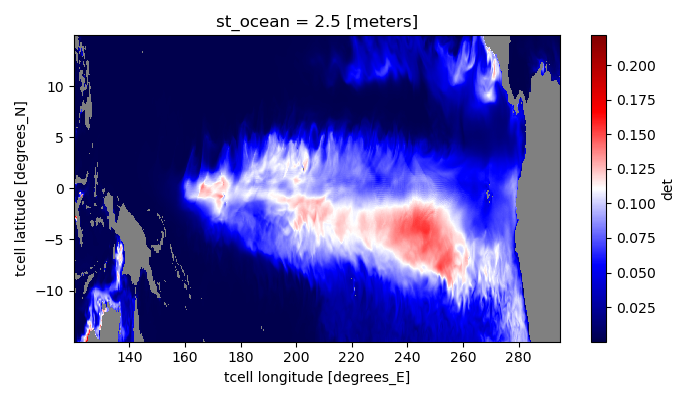 st_ocean = 2.5 [meters]
10
5
0
−5
−10
tcell latitude [degrees_N]
140 160 180 200 220 240 260 280
tcell longitude [degrees_E]
0.200
0.175
0.150
0.125
0.100
0.075
0.050
0.025
det